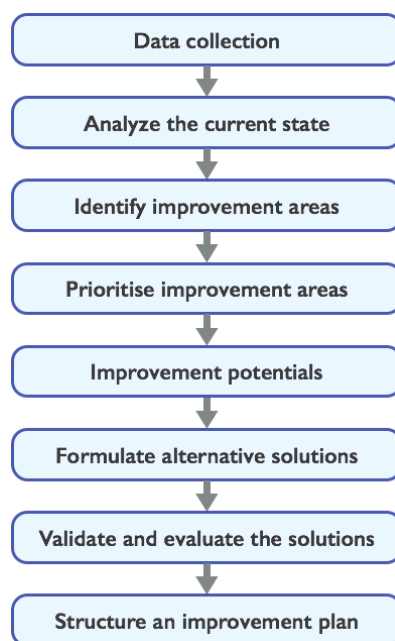 Data collection
Analyze the current state
Identify improvement areas
Prioritise improvement areas
Improvement potentials
Formulate alternative solutions
Validate and evaluate the solutions
Structure an improvement plan